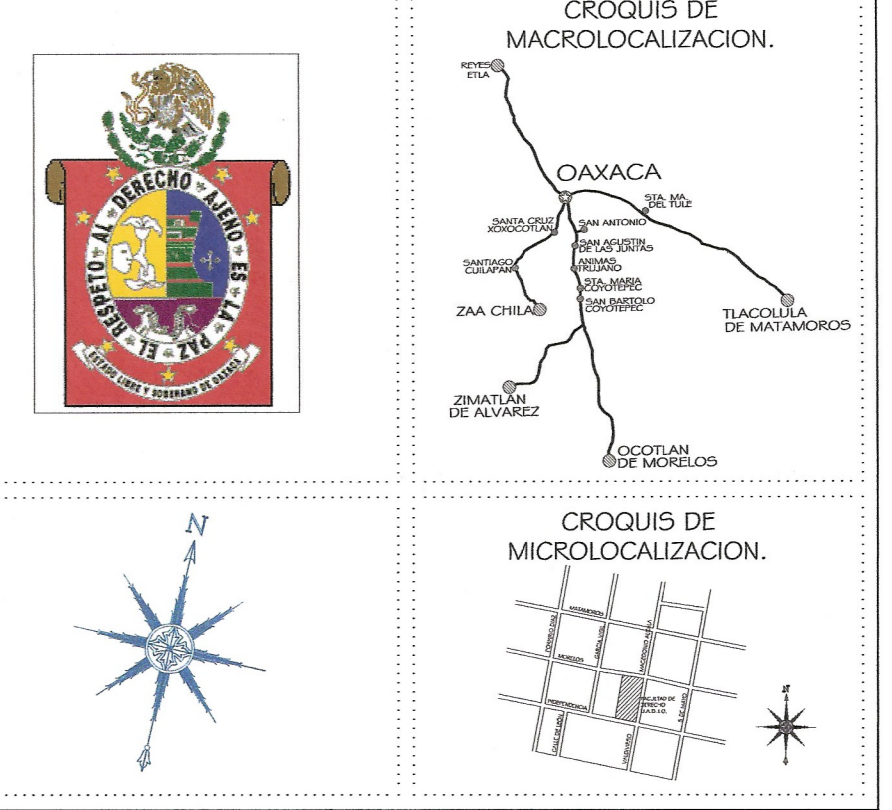 CROQUIS DE
MACROLOCALIZACION.
EL RESPETO AL DERECHO AJENO ES LA PAZ
ESTADO LIBRE Y SOBERANO DE OAXACA
REYES
ETLA
OAXACA
STA. MA.
DEL TULE
SANTA CRUZ
XOXOCOTLAN
SAN ANTONIO
SAN AGUSTIN
DE LAS JUNTAS
SANTIAGO
CUILAPAN
ANIMAS
TRUJANO
STA. MARIA
COYOTEPEC
SAN BARTOLO
COYOTEPEC
ZAA CHILA
TLACOLULA
DE MATAMOROS
ZIMATLAN
DE ALVAREZ
OCOTLAN
DE MORELOS
N
CROQUIS DE
MICROLOCALIZACION.
MATAMOROS
PORFIRIO DIAZ
GARCIA VIGIL
MACEDONIO ALCALA
MORELOS
INDEPENDENCIA
FACULTAD DE
DERECHO
U.A.B.J.O.
5 DE MAYO
VALDIVIESO
N